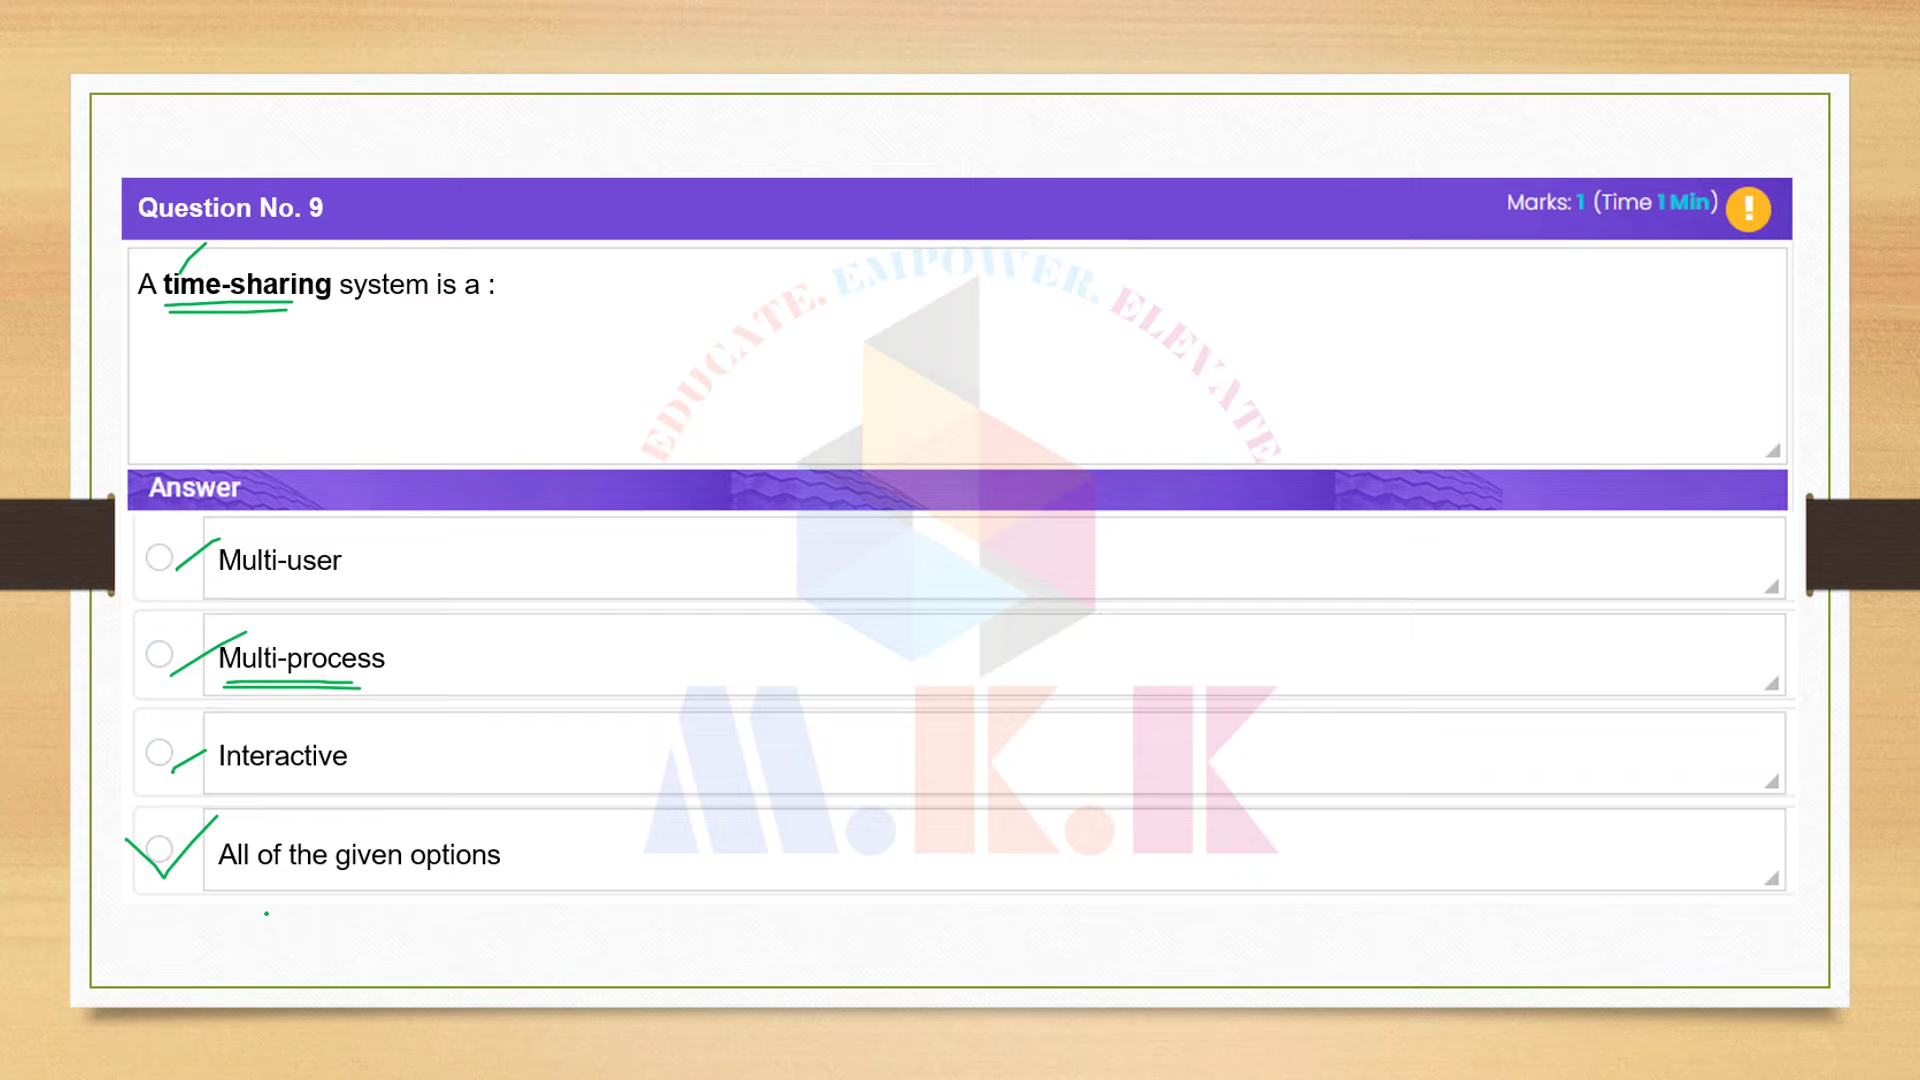 Question No. 9
Marks: 1 (Time 1 Min)
!
A time-sharing system is a :
EDUCATE. EMPOWER. ELEVATE
Answer
Multi-user
Multi-process
Interactive
All of the given options
M.K.K